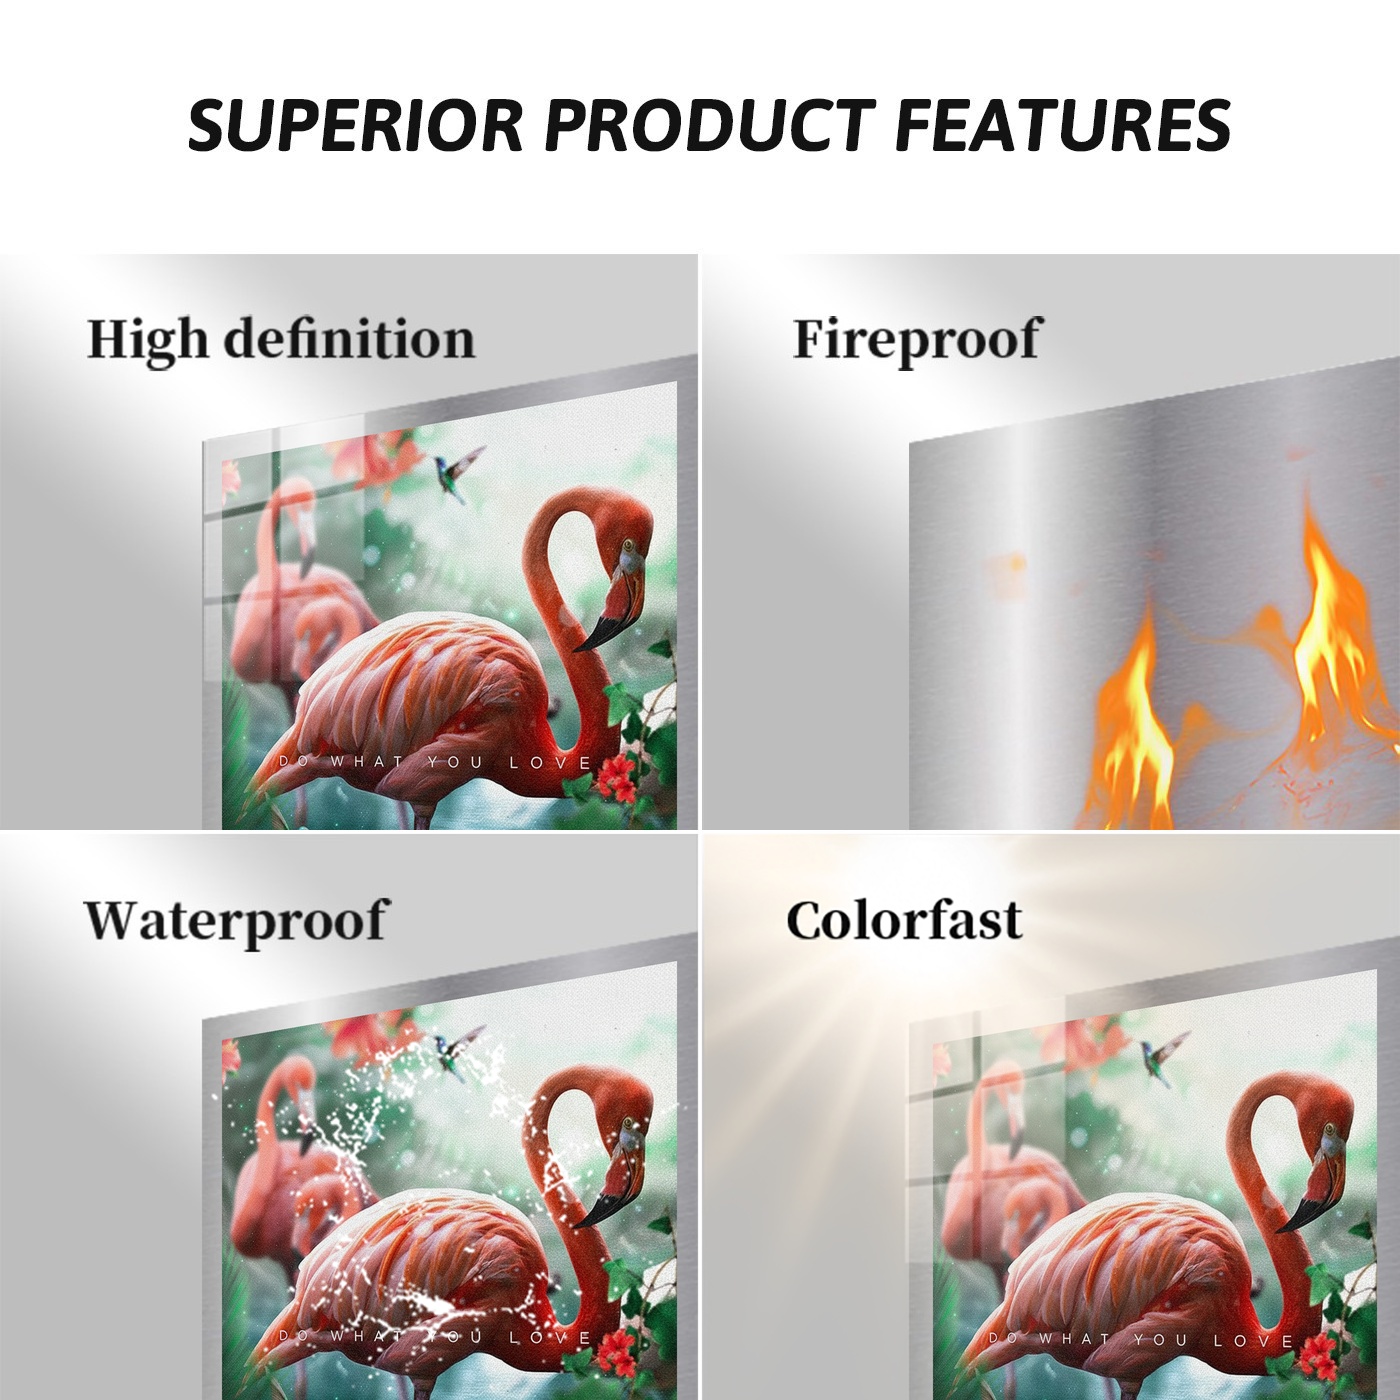 SUPERIOR PRODUCT FEATURES
High definition
Fireproof
DO WHAT YOU LOVE
Waterproof
Colorfast
DO WHAT YOU LOVE
DO WHAT YOU LOVE